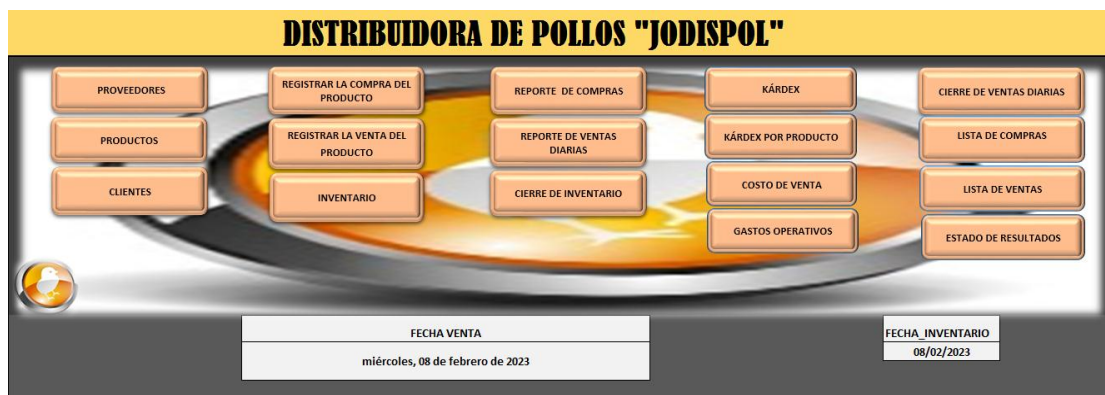 DISTRIBUIDORA DE POLLOS "JODISPOL"
PROVEEDORES
PRODUCTOS
CLIENTES
REGISTRAR LA COMPRA DEL
PRODUCTO
REGISTRAR LA VENTA DEL
PRODUCTO
INVENTARIO
REPORTE DE COMPRAS
REPORTE DE VENTAS
DIARIAS
CIERRE DE INVENTARIO
KÁRDEX
KÁRDEX POR PRODUCTO
COSTO DE VENTA
GASTOS OPERATIVOS
CIERRE DE VENTAS DIARIAS
LISTA DE COMPRAS
LISTA DE VENTAS
ESTADO DE RESULTADOS
FECHA VENTA
miércoles, 08 de febrero de 2023
FECHA_INVENTARIO
08/02/2023